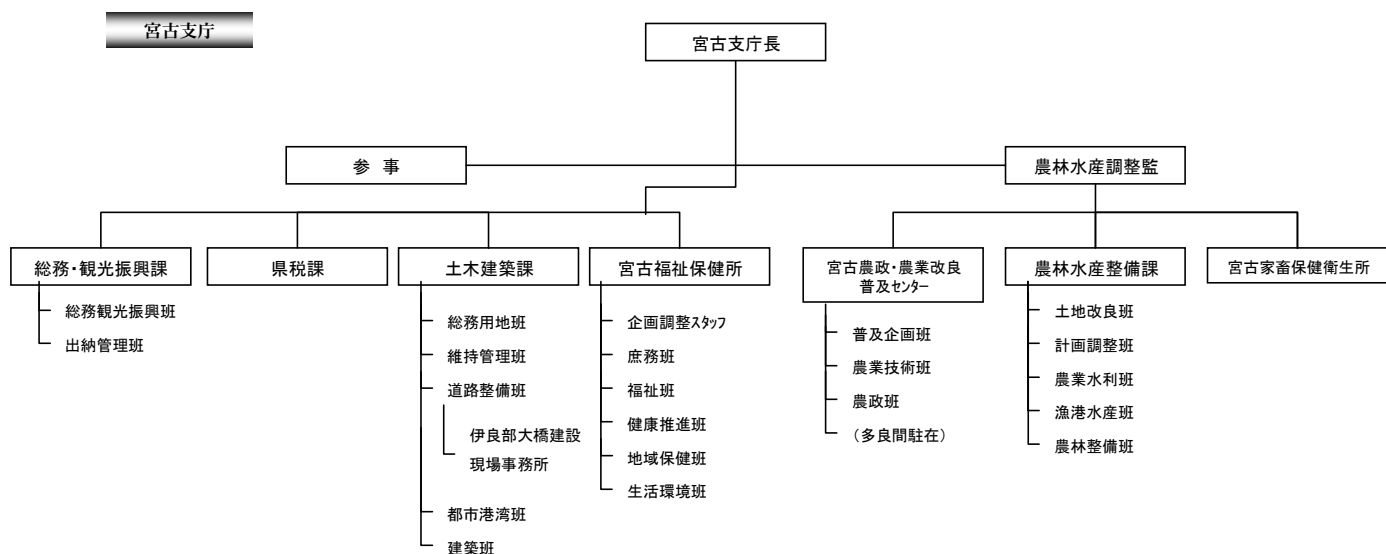 宮古支庁
宮古支庁長
参 事
農林水産調整監
総務・観光振興課
総務観光振興班
出納管理班
県税課
土木建築課
総務用地班
維持管理班
道路整備班
伊良部大橋建設
現場事務所
都市港湾班
建築班
宮古福祉保健所
企画調整ｽﾀｯﾌ
庶務班
福祉班
健康推進班
地域保健班
生活環境班
宮古農政・農業改良
普及ｾﾝﾀｰ
普及企画班
農業技術班
農政班
(多良間駐在)
農林水産整備課
土地改良班
計画調整班
農業水利班
漁港水産班
農林整備班
宮古家畜保健衛生所